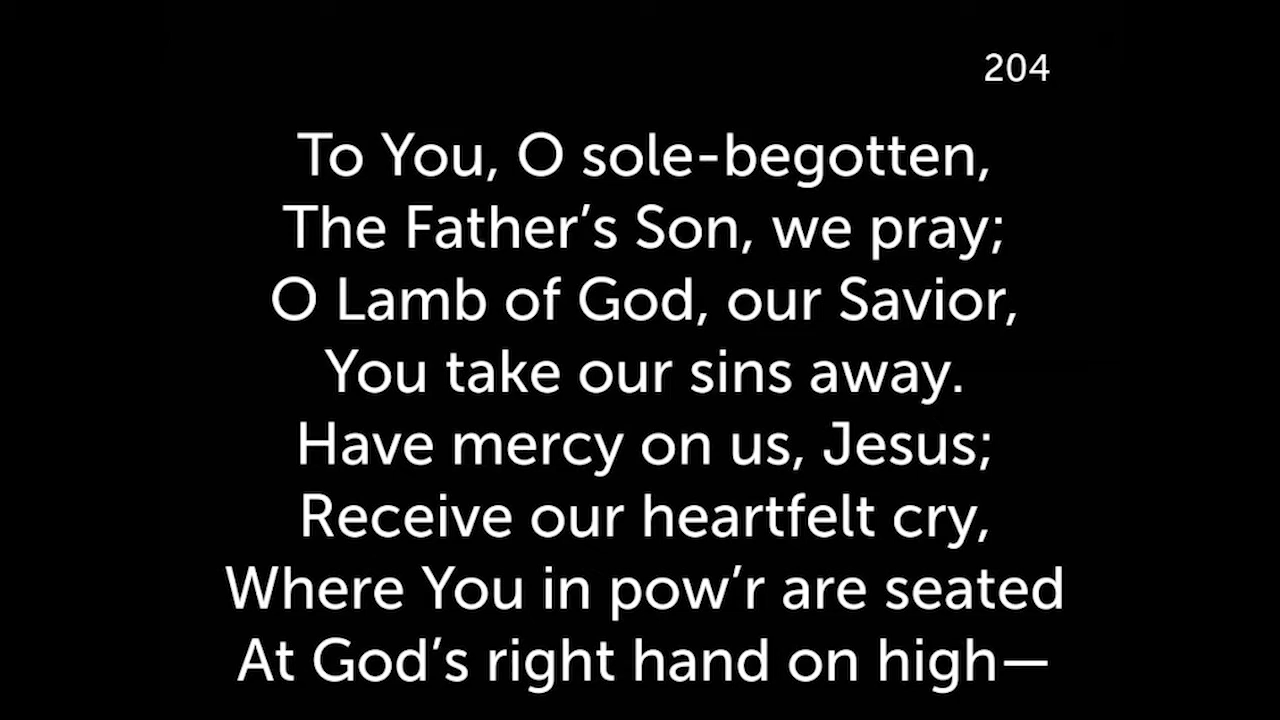 204
To You, O sole-begotten,
The Father’s Son, we pray;
O Lamb of God, our Savior,
You take our sins away.
Have mercy on us, Jesus;
Receive our heartfelt cry,
Where You in pow’r are seated
At God’s right hand on high—